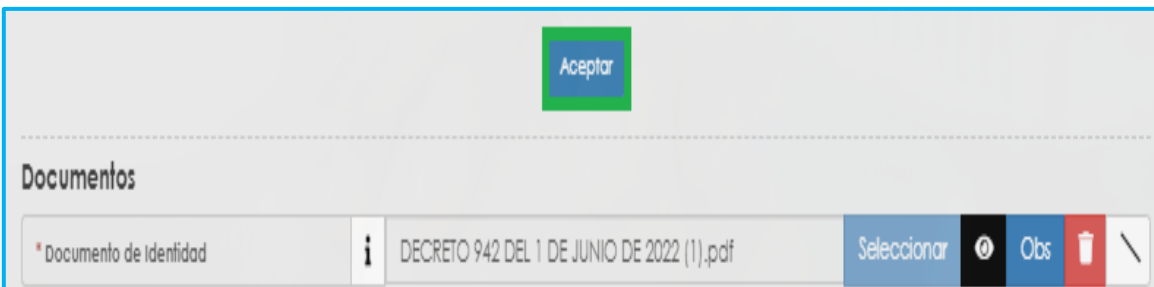 Aceptar
Documentos
* Documento de Identidad i DECRETO 942 DEL 1 DE JUNIO DE 2022 (1).pdf Seleccionar Obs